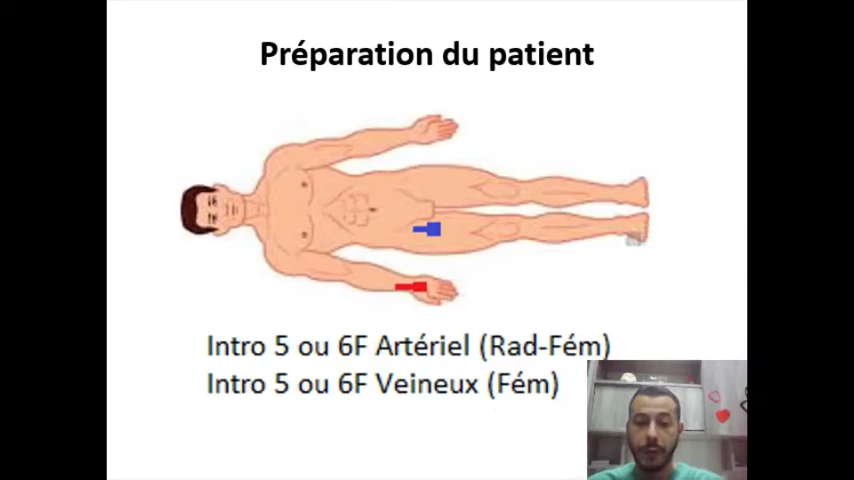 Préparation du patient
Intro 5 ou 6F Artériel (Rad-Fém)
Intro 5 ou 6F Veineux (Fém)